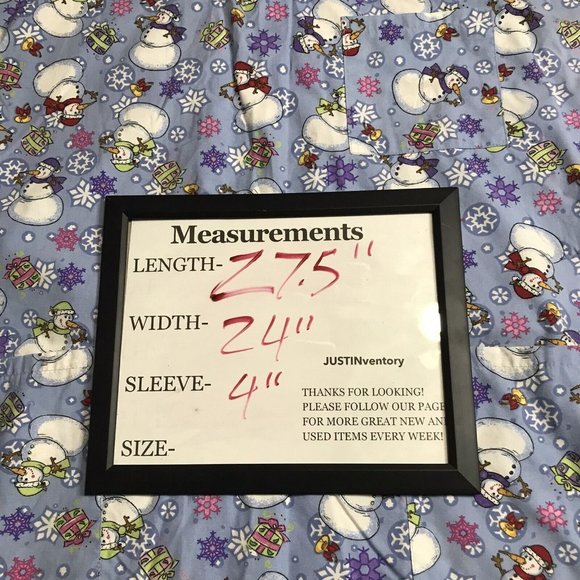 Measurements
LENGTH- 27.5"
WIDTH- 24"
SLEEVE- 4"
SIZE-
JUSTINventory
THANKS FOR LOOKING!
PLEASE FOLLOW OUR PAGE
FOR MORE GREAT NEW AN
USED ITEMS EVERY WEEK!